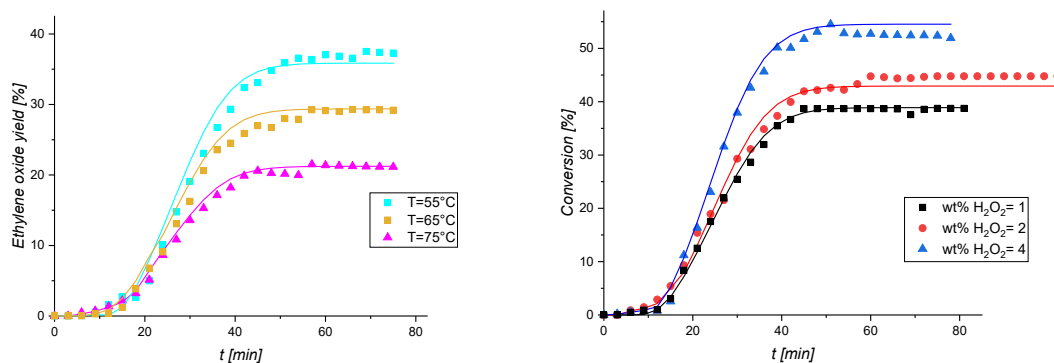 Ethylene oxide yield [%]
40
30
20
10
0
0
20
40
60
80
t [min]
T=55°C
T=65°C
T=75°C
Conversion [%]
50
40
30
20
10
0
0
20
40
60
80
t [min]
wt% H₂O₂= 1
wt% H₂O₂= 2
wt% H₂O₂= 4